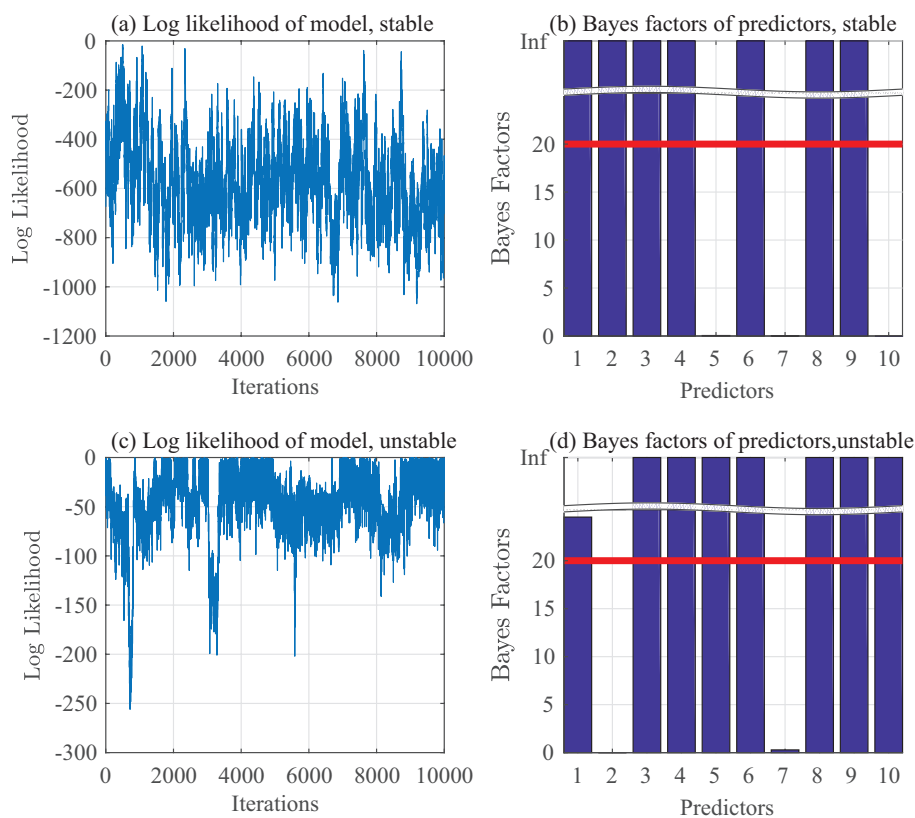 (a) Log likelihood of model, stable
0
-200
-400
-600
-800
-1000
-1200
Log Likelihood
0 2000 4000 6000 8000 10000
Iterations
(b) Bayes factors of predictors, stable
Inf
20
15
10
5
0
Bayes Factors
1 2 3 4 5 6 7 8 9 10
Predictors
(c) Log likelihood of model, unstable
0
-50
-100
-150
-200
-250
-300
Log Likelihood
0 2000 4000 6000 8000 10000
Iterations
(d) Bayes factors of predictors,unstable
Inf
20
15
10
5
0
Bayes Factors
1 2 3 4 5 6 7 8 9 10
Predictors